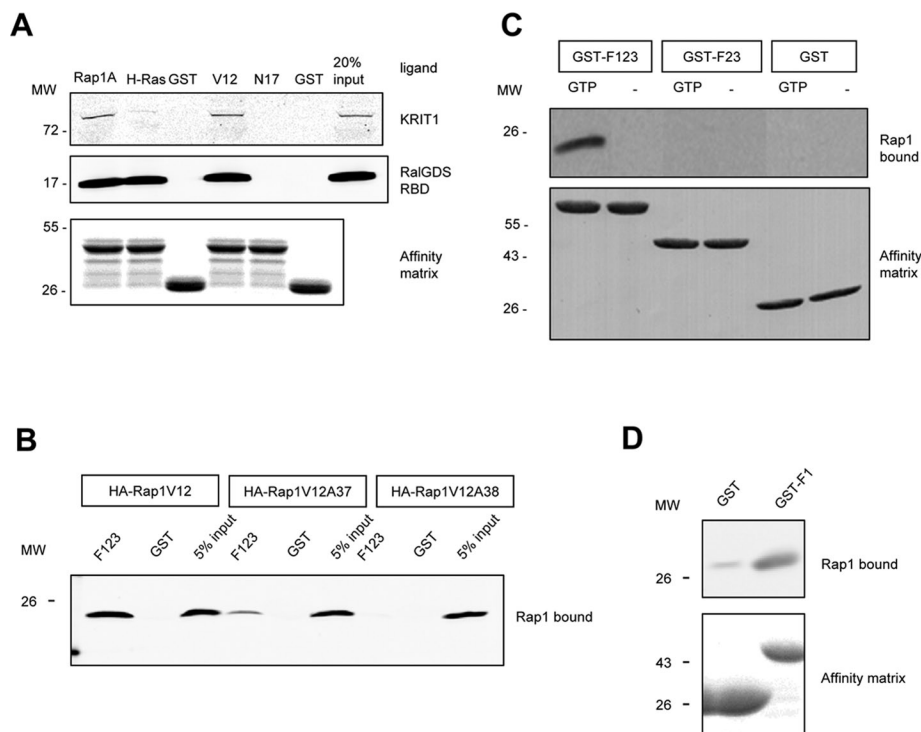 A
Rap1A H-Ras GST V12 N17 GST 20% input ligand
MW
72 - KRIT1
17 - RalGDS RBD
55 -
26 - Affinity matrix
C
GST-F123 GST-F23 GST
MW GTP - GTP - GTP -
26 - Rap1 bound
55 -
43 - Affinity matrix
26 -
B
HA-Rap1V12 HA-Rap1V12A37 HA-Rap1V12A38
MW F123 GST 5% input F123 GST 5% input F123 GST 5% input
26 - Rap1 bound
D
MW GST GST-F1
26 - Rap1 bound
43 - Affinity matrix
26 -